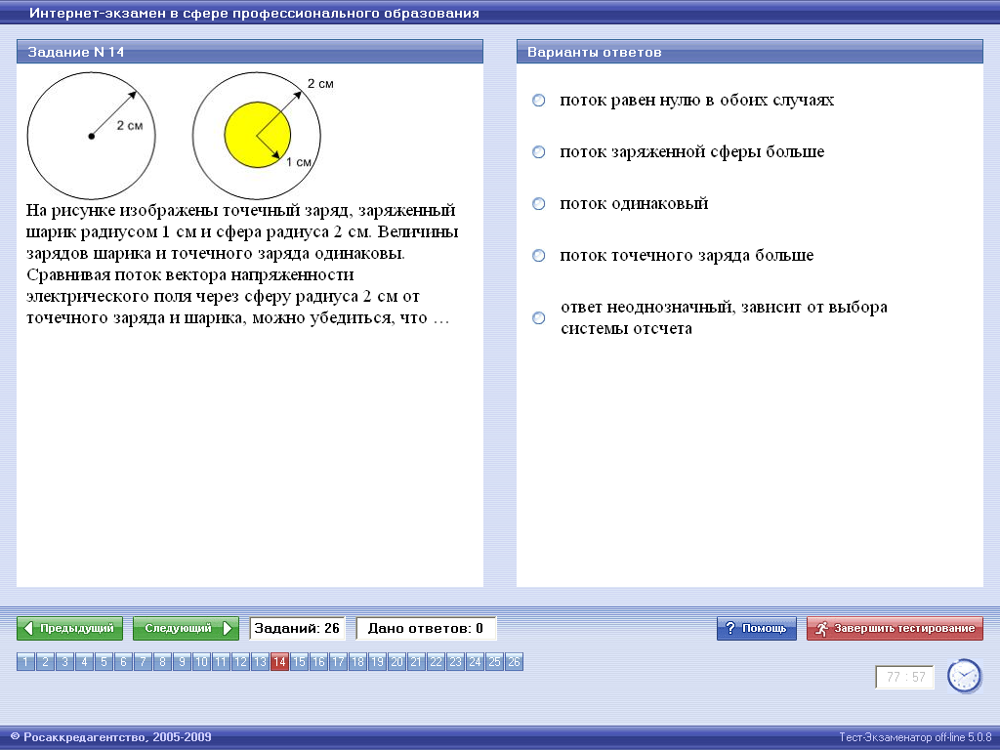 Интернет-экзамен в сфере профессионального образования
Задание N 14
2 см
2 см
1 см
На рисунке изображены точечный заряд, заряженный
шарик радиусом 1 см и сфера радиуса 2 см. Величины
зарядов шарика и точечного заряда одинаковы.
Сравнивая поток вектора напряженности
электрического поля через сферу радиуса 2 см от
точечного заряда и шарика, можно убедиться, что …
Варианты ответов
поток равен нулю в обоих случаях
поток заряженной сферы больше
поток одинаковый
поток точечного заряда больше
ответ неоднозначный, зависит от выбора
системы отсчета
Предыдущий Следующий Заданий: 26 Дано ответов: 0 ? Помощь Завершить тестирование
1 2 3 4 5 6 7 8 9 10 11 12 13 14 15 16 17 18 19 20 21 22 23 24 25 26
77 : 57
© Росаккредагентство, 2005-2009 Тест-Экзаменатор off-line 5.0.8